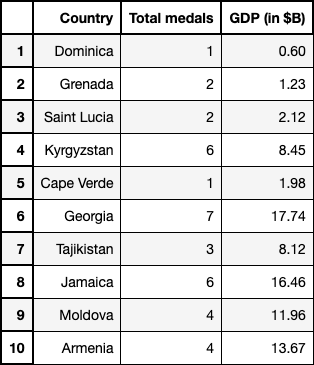 Country Total medals GDP (in $B)
1 Dominica 1 0.60
2 Grenada 2 1.23
3 Saint Lucia 2 2.12
4 Kyrgyzstan 6 8.45
5 Cape Verde 1 1.98
6 Georgia 7 17.74
7 Tajikistan 3 8.12
8 Jamaica 6 16.46
9 Moldova 4 11.96
10 Armenia 4 13.67